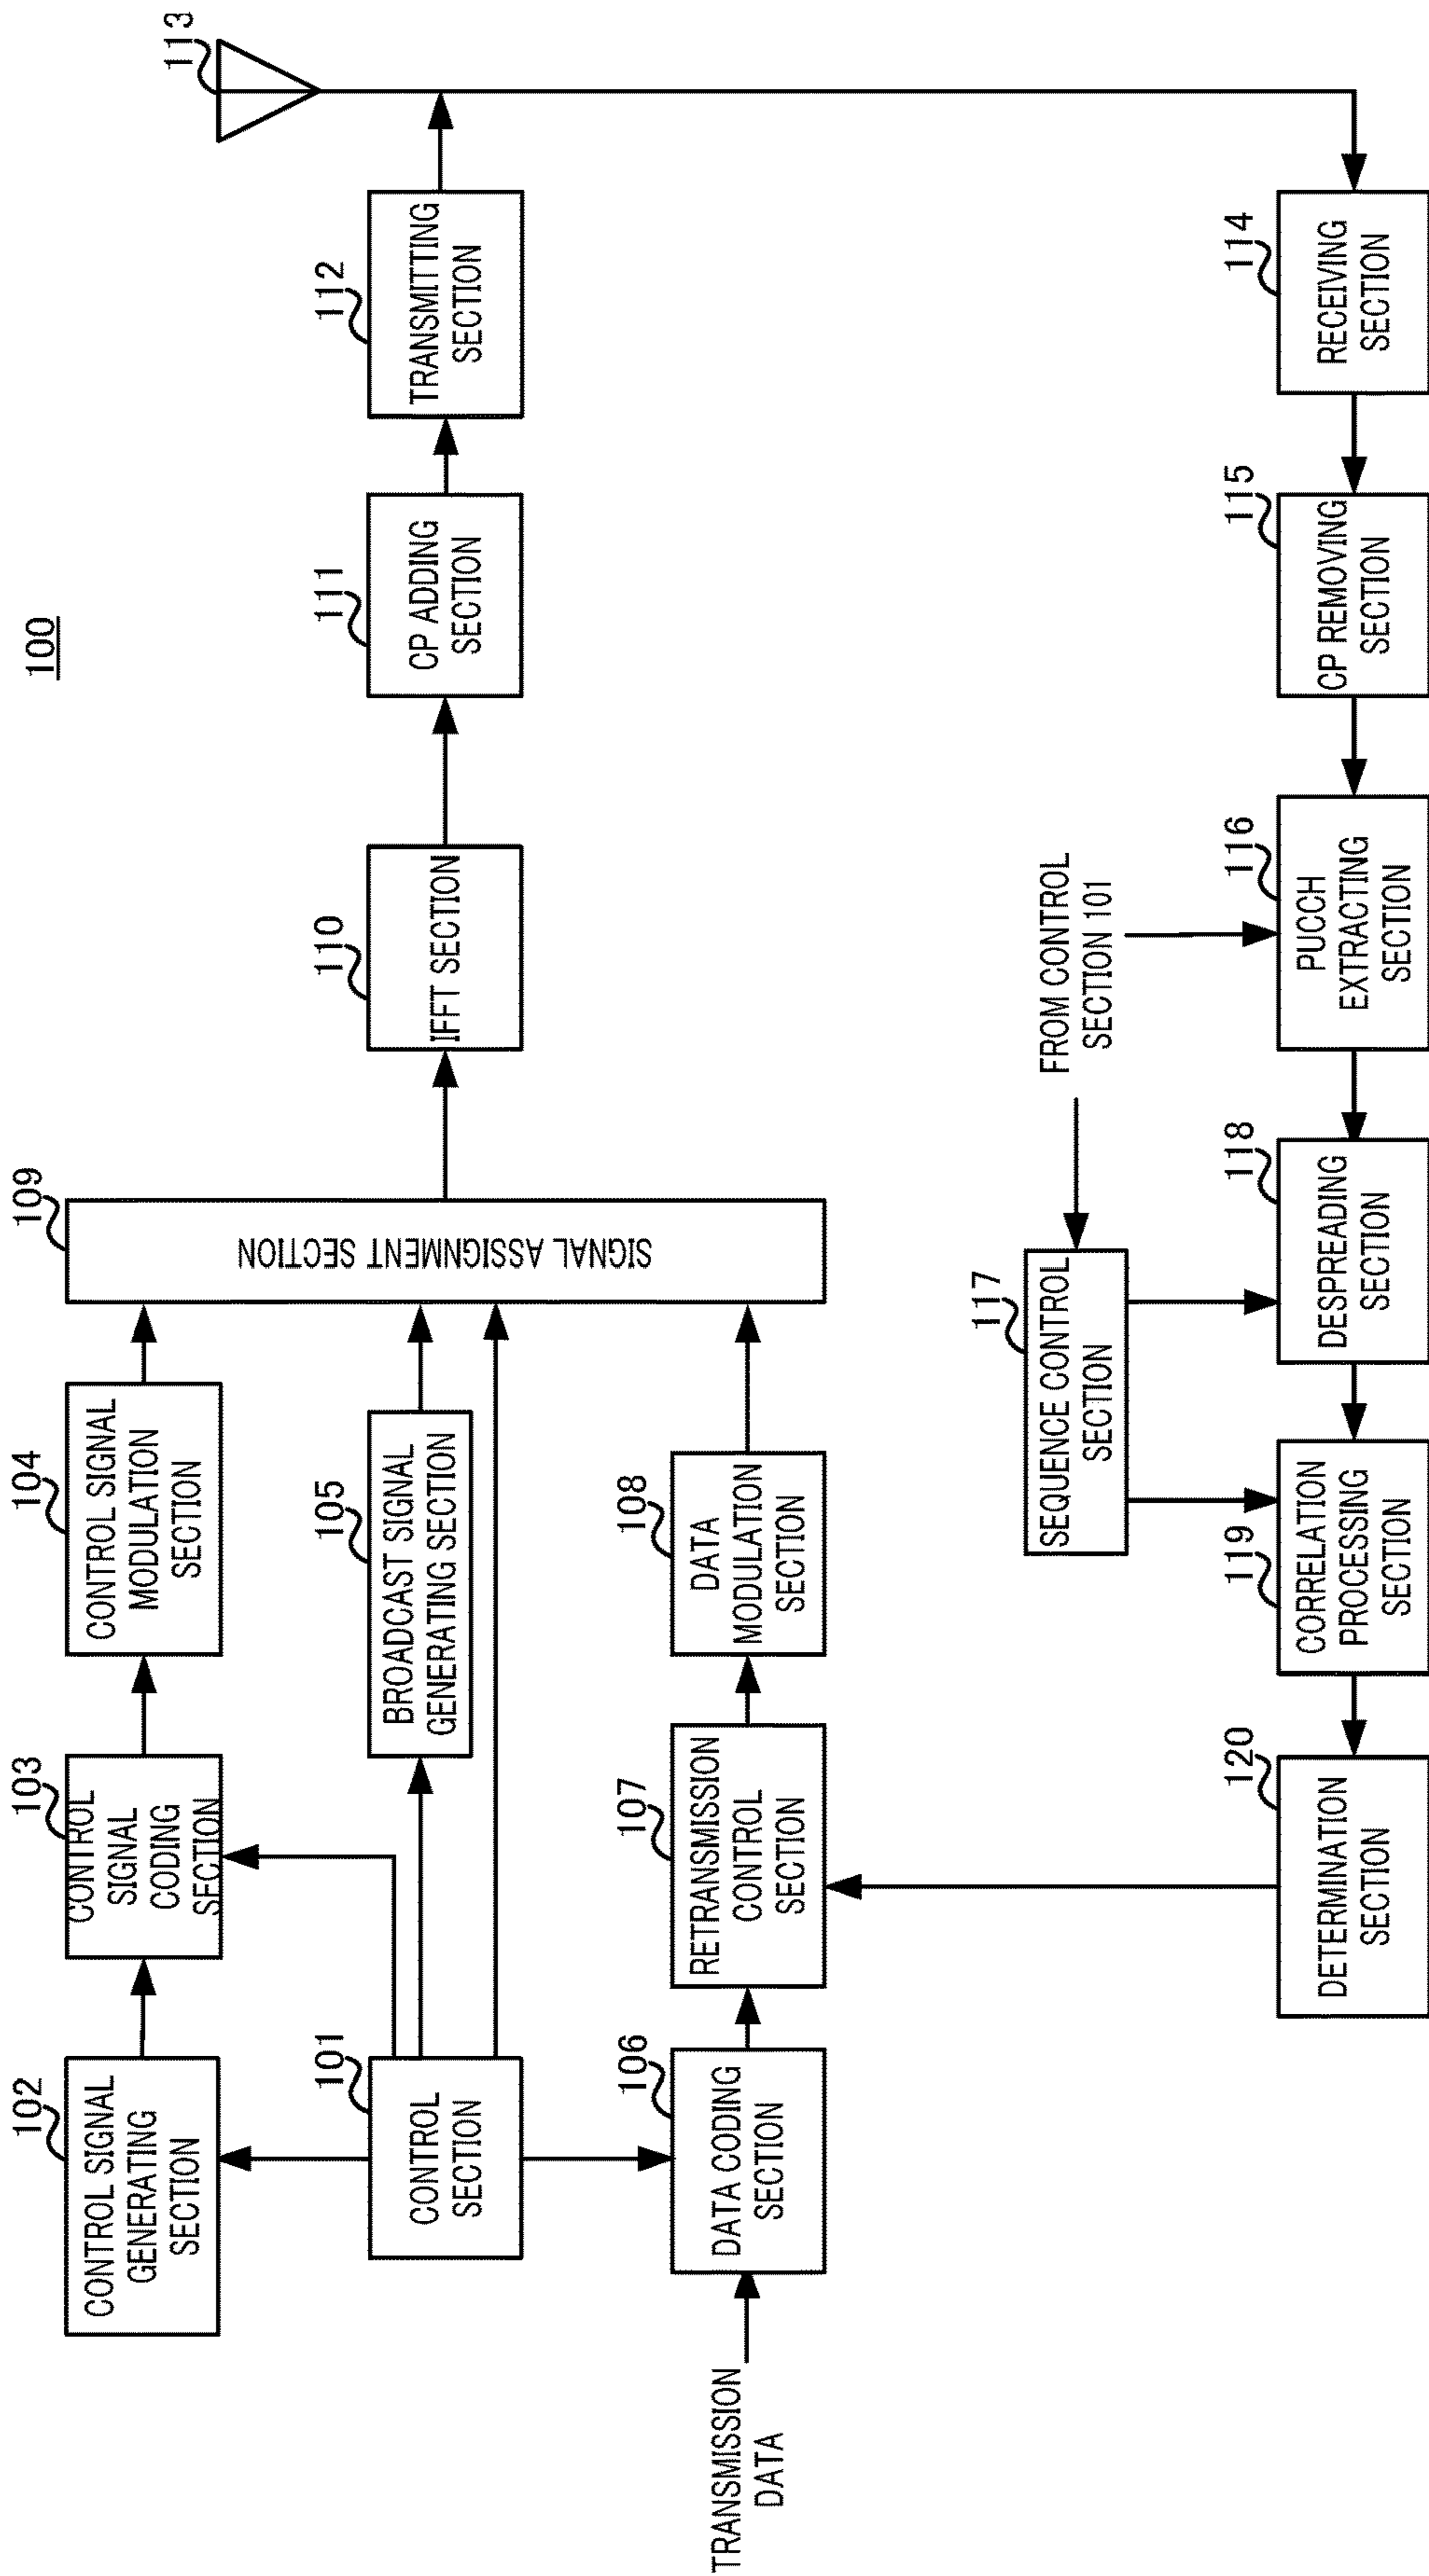 100
102
CONTROL SIGNAL
GENERATING
SECTION
103
CONTROL
SIGNAL
CODING
SECTION
104
CONTROL SIGNAL
MODULATION
SECTION
109
SIGNAL ASSIGNMENT SECTION
101
CONTROL
SECTION
105
BROADCAST SIGNAL
GENERATING SECTION
110
IFFT SECTION
111
CP ADDING
SECTION
112
TRANSMITTING
SECTION
113
TRANSMISSION
DATA
106
DATA CODING
SECTION
107
RETRANSMISSION
CONTROL
SECTION
108
DATA
MODULATION
SECTION
117
SEQUENCE CONTROL
SECTION
FROM CONTROL
SECTION 101
120
DETERMINATION
SECTION
119
CORRELATION
PROCESSING
SECTION
118
DESPREADING
SECTION
116
PUCCH
EXTRACTING
SECTION
115
CP REMOVING
SECTION
114
RECEIVING
SECTION